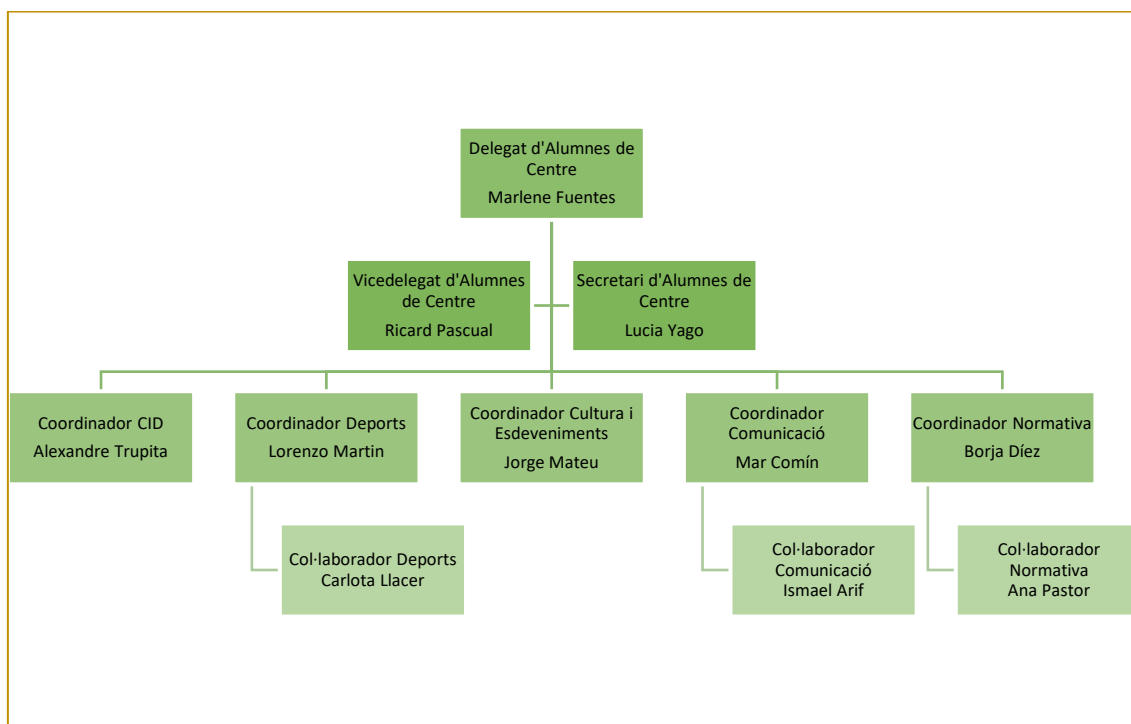 Delegat d'Alumnes de
Centre
Marlene Fuentes
Vicedelegat d'Alumnes
de Centre
Ricard Pascual
Secretari d'Alumnes de
Centre
Lucia Yago
Coordinador CID
Alexandre Trupita
Coordinador Deports
Lorenzo Martin
Coordinador Cultura i
Esdeveniments
Jorge Mateu
Coordinador
Comunicació
Mar Comín
Coordinador Normativa
Borja Díez
Col·laborador Deports
Carlota Llacer
Col·laborador
Comunicació
Ismael Arif
Col·laborador
Normativa
Ana Pastor